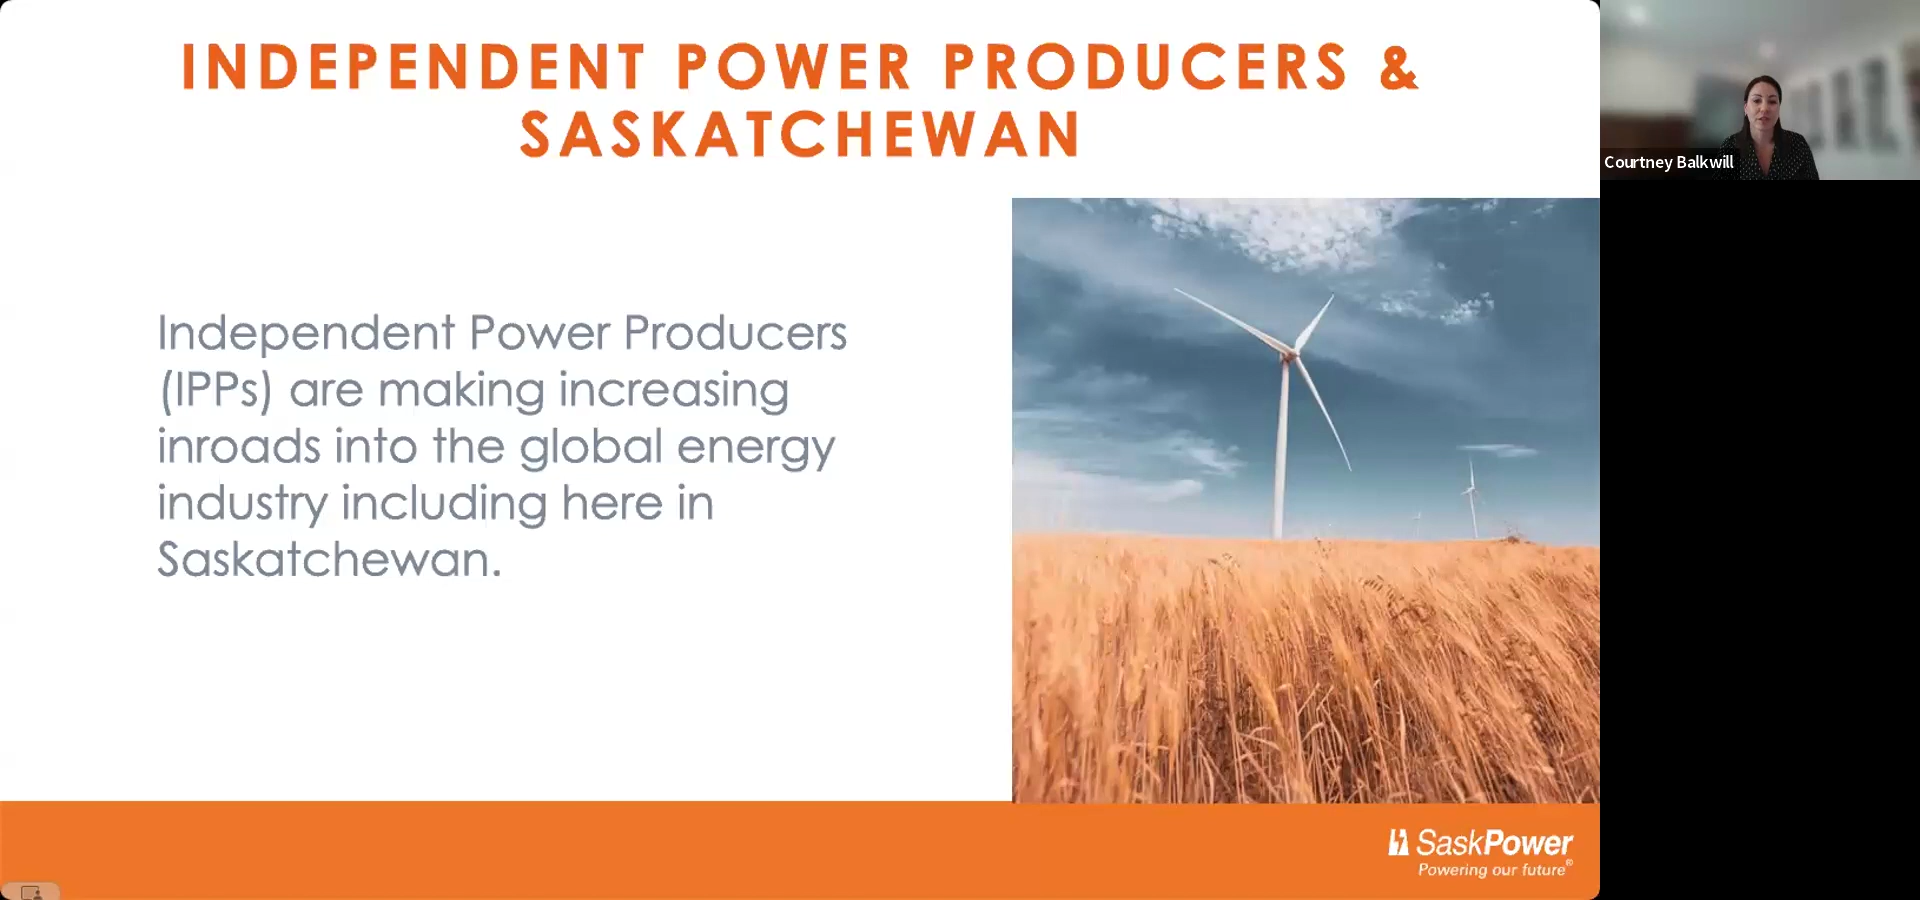 INDEPENDENT POWER PRODUCERS &
SASKATCHEWAN
Independent Power Producers
(IPPs) are making increasing
inroads into the global energy
industry including here in
Saskatchewan.
SaskPower
Powering our future®
Courtney Balkwill